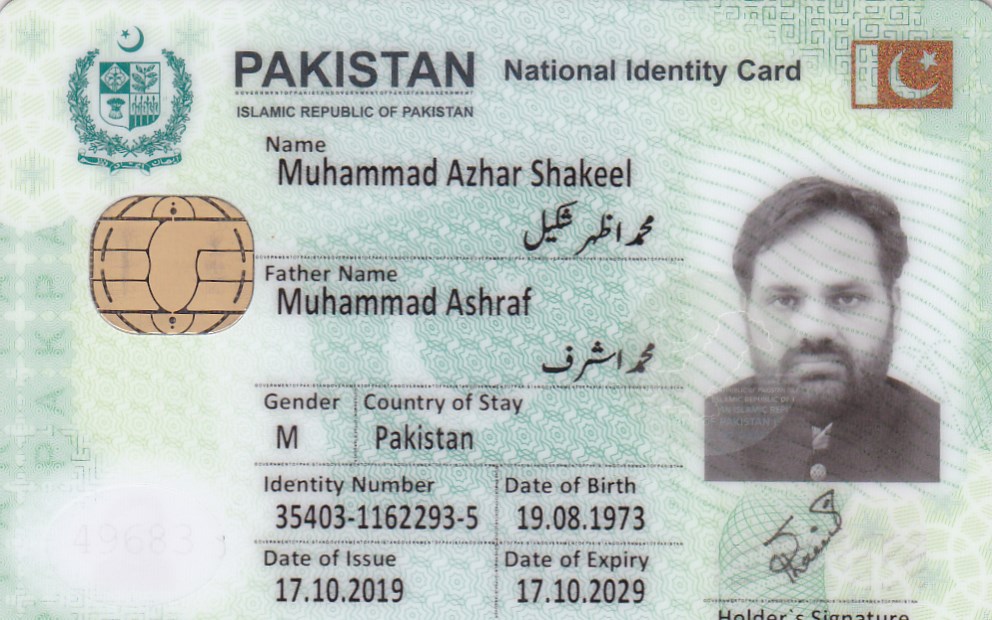 PAKISTAN National Identity Card
ISLAMIC REPUBLIC OF PAKISTAN
Name
Muhammad Azhar Shakeel
محمد اظہر شکیل
Father Name
Muhammad Ashraf
محمد اشرف
Gender Country of Stay
M Pakistan
Identity Number Date of Birth
35403-1162293-5 19.08.1973
Date of Issue Date of Expiry
17.10.2019 17.10.2029
Holder`s Signature
49683
PAKISTAN